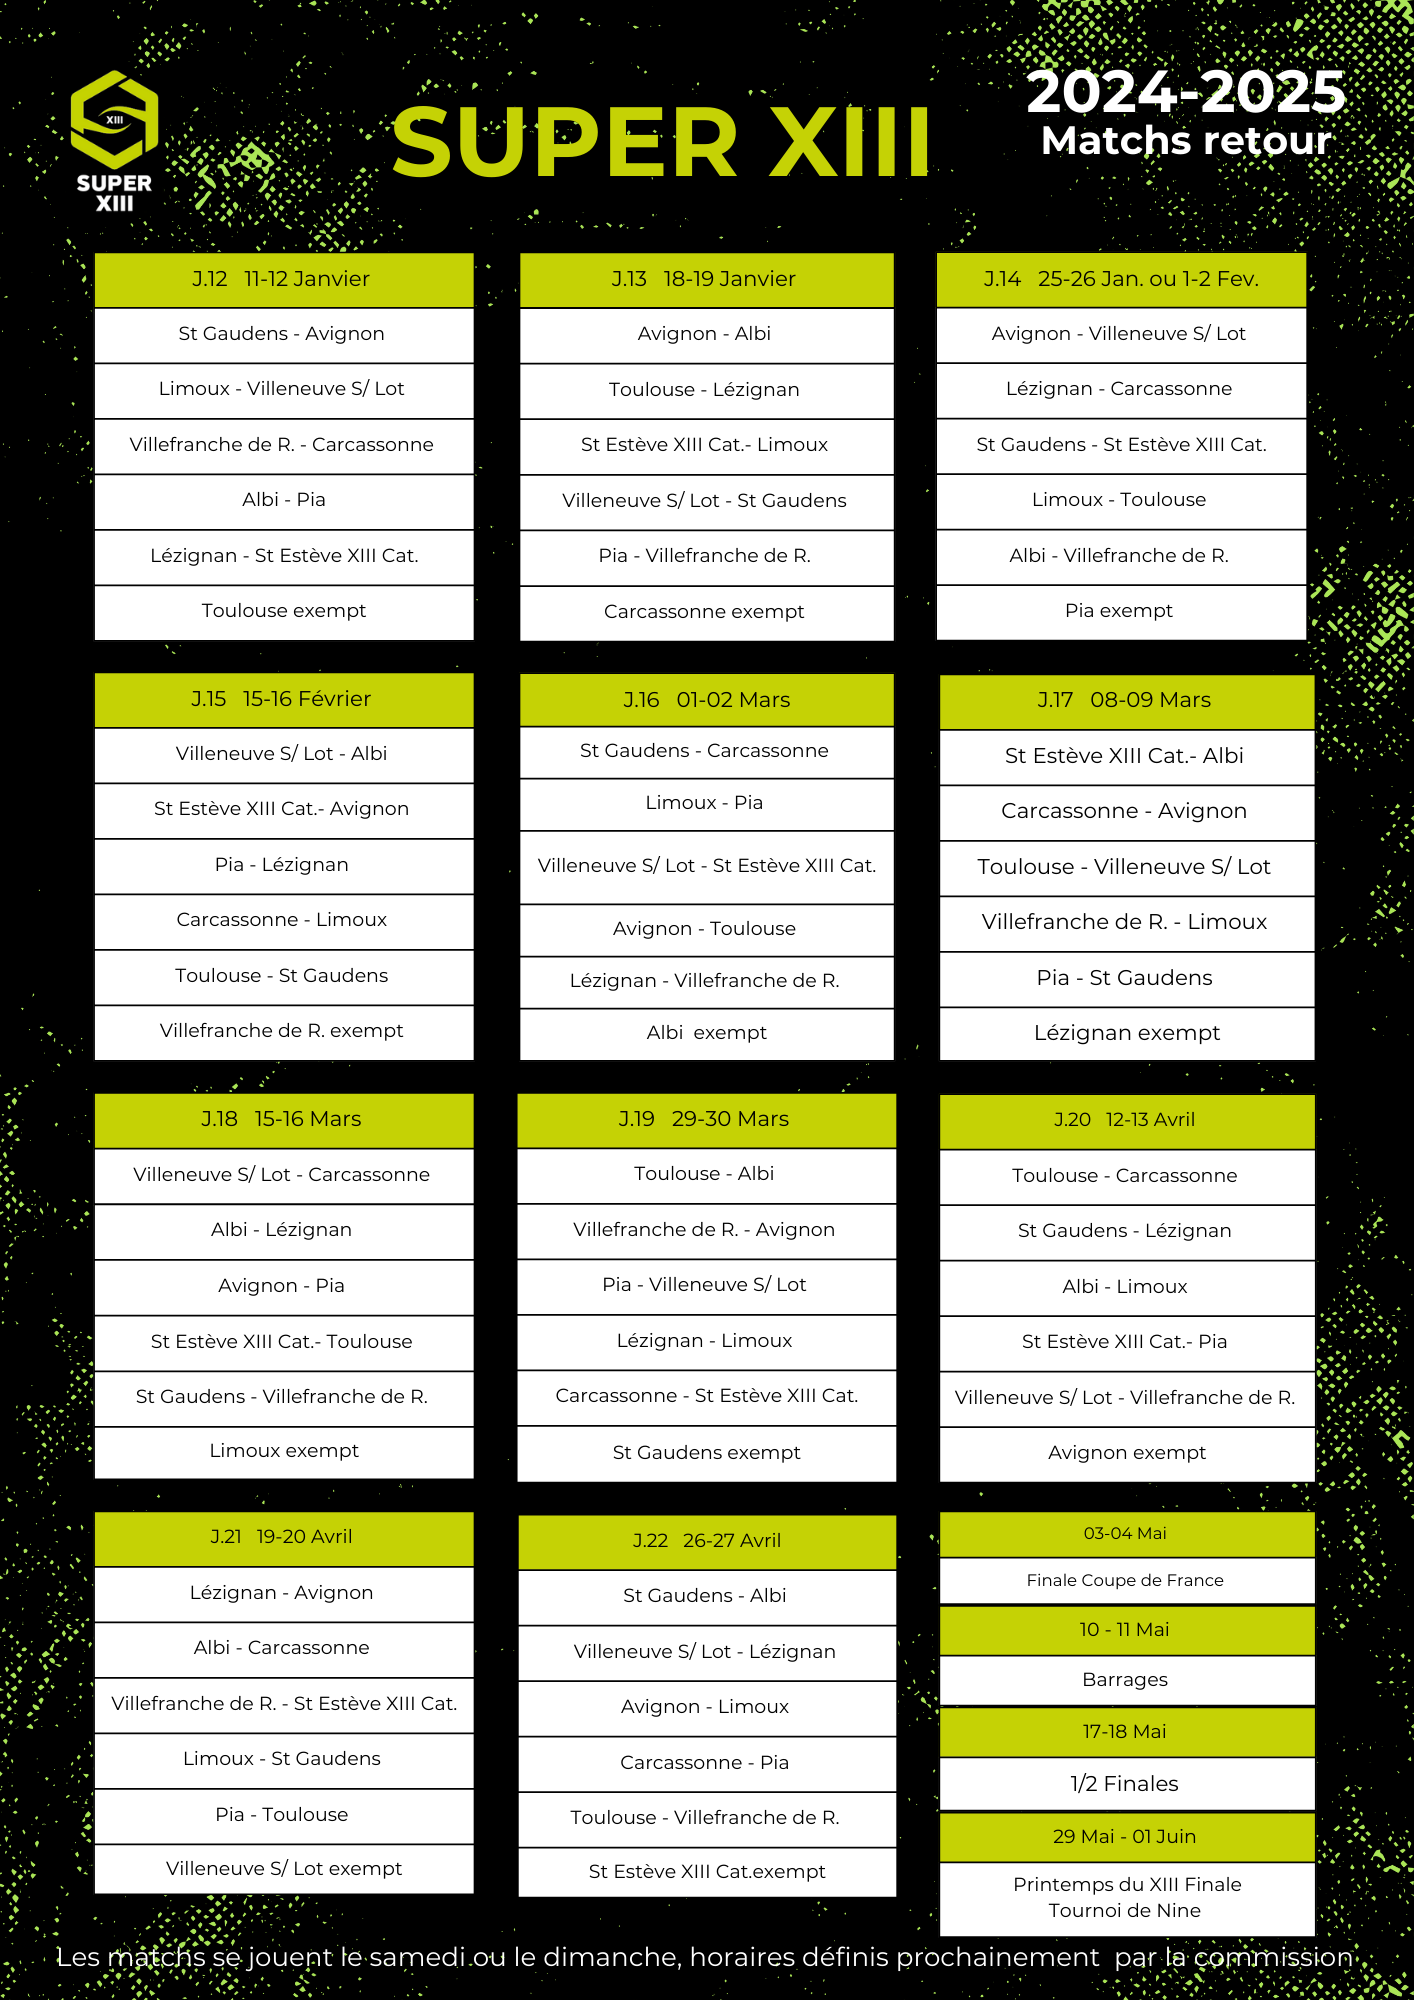 XIII
SUPER
XIII
SUPER XIII
2024-2025
Matchs retour
J.12 11-12 Janvier
St Gaudens - Avignon
Limoux - Villeneuve S/ Lot
Villefranche de R. - Carcassonne
Albi - Pia
Lézignan - St Estève XIII Cat.
Toulouse exempt
J.13 18-19 Janvier
Avignon - Albi
Toulouse - Lézignan
St Estève XIII Cat.- Limoux
Villeneuve S/ Lot - St Gaudens
Pia - Villefranche de R.
Carcassonne exempt
J.14 25-26 Jan. ou 1-2 Fev.
Avignon - Villeneuve S/ Lot
Lézignan - Carcassonne
St Gaudens - St Estève XIII Cat.
Limoux - Toulouse
Albi - Villefranche de R.
Pia exempt
J.15 15-16 Février
Villeneuve S/ Lot - Albi
St Estève XIII Cat.- Avignon
Pia - Lézignan
Carcassonne - Limoux
Toulouse - St Gaudens
Villefranche de R. exempt
J.16 01-02 Mars
St Gaudens - Carcassonne
Limoux - Pia
Villeneuve S/ Lot - St Estève XIII Cat.
Avignon - Toulouse
Lézignan - Villefranche de R.
Albi exempt
J.17 08-09 Mars
St Estève XIII Cat.- Albi
Carcassonne - Avignon
Toulouse - Villeneuve S/ Lot
Villefranche de R. - Limoux
Pia - St Gaudens
Lézignan exempt
J.18 15-16 Mars
Villeneuve S/ Lot - Carcassonne
Albi - Lézignan
Avignon - Pia
St Estève XIII Cat.- Toulouse
St Gaudens - Villefranche de R.
Limoux exempt
J.19 29-30 Mars
Toulouse - Albi
Villefranche de R. - Avignon
Pia - Villeneuve S/ Lot
Lézignan - Limoux
Carcassonne - St Estève XIII Cat.
St Gaudens exempt
J.20 12-13 Avril
Toulouse - Carcassonne
St Gaudens - Lézignan
Albi - Limoux
St Estève XIII Cat.- Pia
Villeneuve S/ Lot - Villefranche de R.
Avignon exempt
J.21 19-20 Avril
Lézignan - Avignon
Albi - Carcassonne
Villefranche de R. - St Estève XIII Cat.
Limoux - St Gaudens
Pia - Toulouse
Villeneuve S/ Lot exempt
J.22 26-27 Avril
St Gaudens - Albi
Villeneuve S/ Lot - Lézignan
Avignon - Limoux
Carcassonne - Pia
Toulouse - Villefranche de R.
St Estève XIII Cat.exempt
03-04 Mai
Finale Coupe de France
10 - 11 Mai
Barrages
17-18 Mai
1/2 Finales
29 Mai - 01 Juin
Printemps du XIII Finale
Tournoi de Nine
Les matchs se jouent le samedi ou le dimanche, horaires définis prochainement par la commission